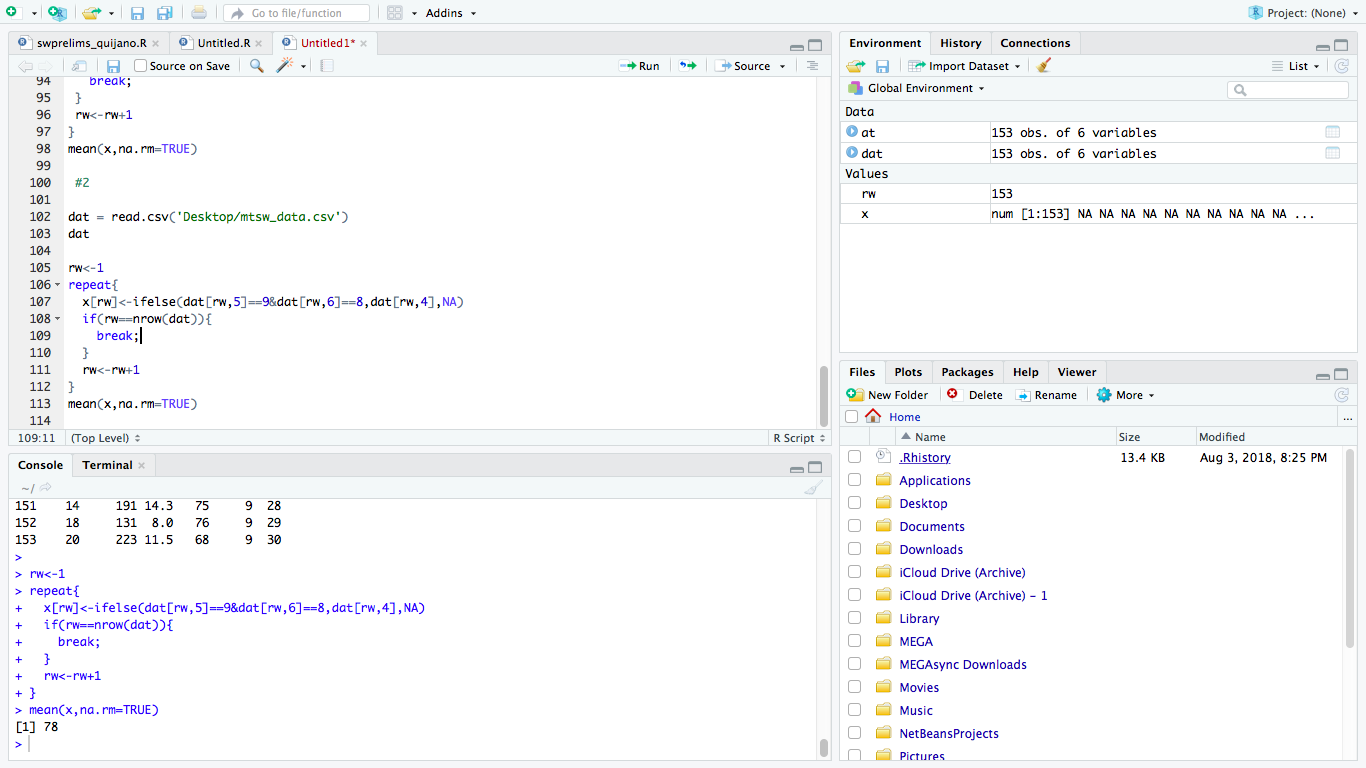 Go to file/function
Addins
Project: (None)
swprelims_quijano.R
Untitled.R
Untitled1*
Source on Save
Run
Source
94 break;
95 }
96 rw<-rw+1
97 }
98 mean(x,na.rm=TRUE)
99
100 #2
101
102 dat = read.csv('Desktop/mtsw_data.csv')
103 dat
104
105 rw<-1
106 repeat{
107 x[rw]<-ifelse(dat[rw,5]==9&dat[rw,6]==8,dat[rw,4],NA)
108 if(rw==nrow(dat)){
109 break;
110 }
111 rw<-rw+1
112 }
113 mean(x,na.rm=TRUE)
114
109:11 (Top Level) R Script
Console Terminal
~/
151 14 191 14.3 75 9 28
152 18 131 8.0 76 9 29
153 20 223 11.5 68 9 30
>
> rw<-1
> repeat{
+ x[rw]<-ifelse(dat[rw,5]==9&dat[rw,6]==8,dat[rw,4],NA)
+ if(rw==nrow(dat)){
+ break;
+ }
+ rw<-rw+1
+ }
> mean(x,na.rm=TRUE)
[1] 78
>
Environment History Connections
Import Dataset List
Global Environment
Data
at 153 obs. of 6 variables
dat 153 obs. of 6 variables
Values
rw 153
x num [1:153] NA NA NA NA NA NA NA NA NA NA ...
Files Plots Packages Help Viewer
New Folder Delete Rename More
Home ...
Name Size Modified
.Rhistory 13.4 KB Aug 3, 2018, 8:25 PM
Applications
Desktop
Documents
Downloads
iCloud Drive (Archive)
iCloud Drive (Archive) - 1
Library
MEGA
MEGAsync Downloads
Movies
Music
NetBeansProjects
Pictures